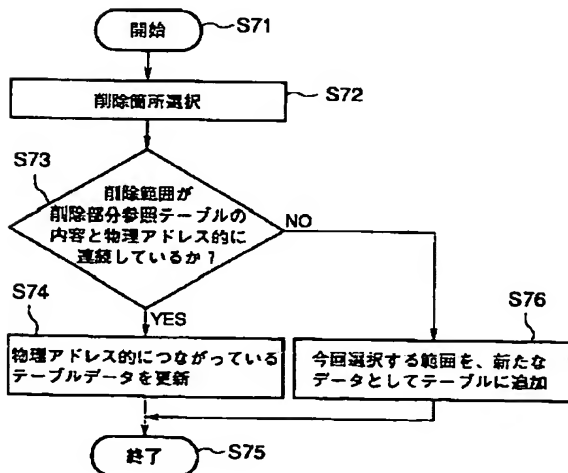 開始
S71
削除箇所選択
S72
S73
削除範囲が
削除部分参照テーブルの
内容と物理アドレス的に
連続しているか?
NO
YES
S74
物理アドレス的につながっている
テーブルデータを更新
S76
今回選択する範囲を、新たな
データとしてテーブルに追加
終了
S75